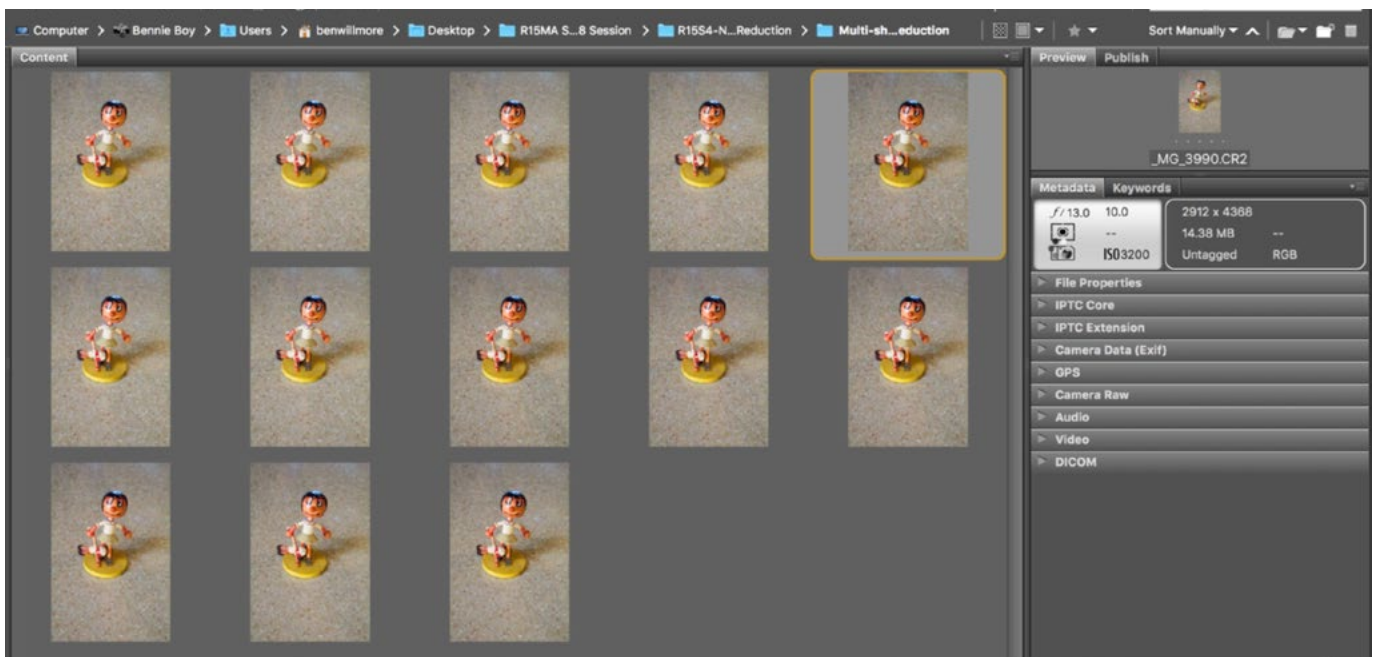 Computer > Bennie Boy > Users > benwillmore > Desktop > R15MA S...8 Session > R15S4-N...Reduction > Multi-sh...eduction Sort Manually
Content
Preview Publish
_MG_3990.CR2
Metadata Keywords
f/13.0 10.0 2912 x 4368
-- 14.38 MB --
ISO3200 Untagged RGB
File Properties
IPTC Core
IPTC Extension
Camera Data (Exif)
GPS
Camera Raw
Audio
Video
DICOM